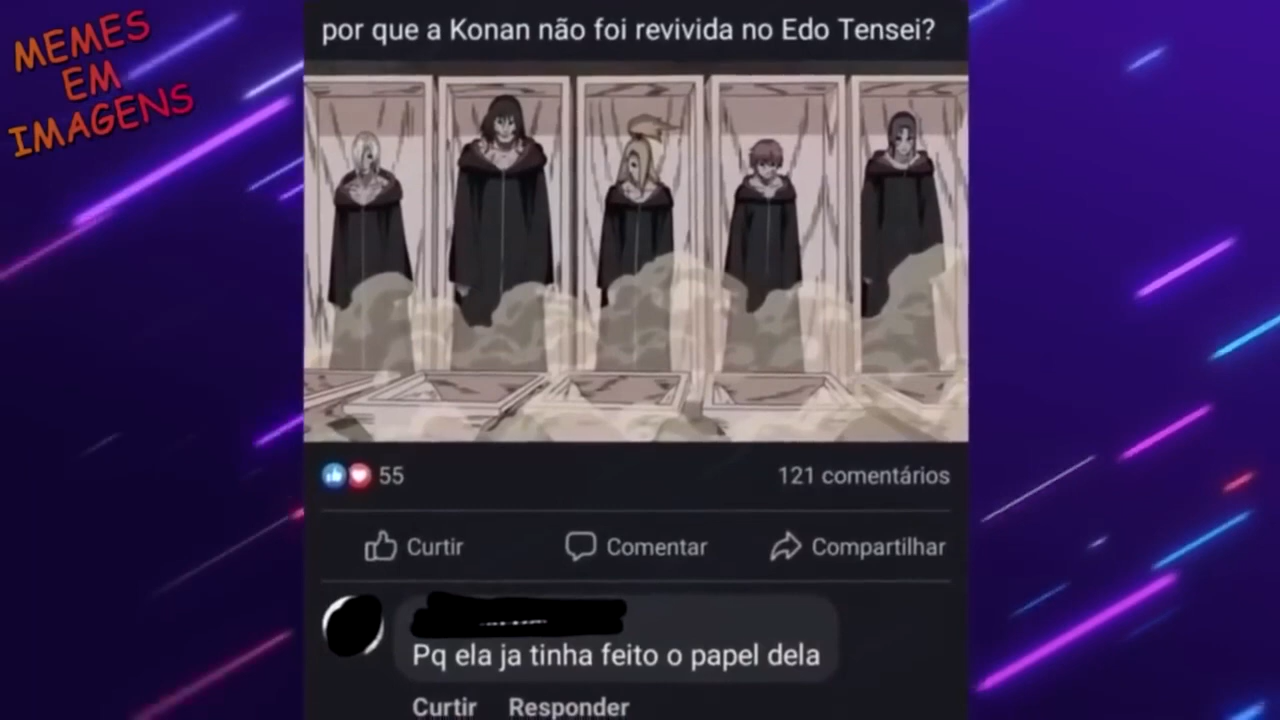 MEMES
EM
IMAGENS
por que a Konan não foi revivida no Edo Tensei?
55
121 comentários
Curtir
Comentar
Compartilhar
Pq ela ja tinha feito o papel dela
Curtir
Responder